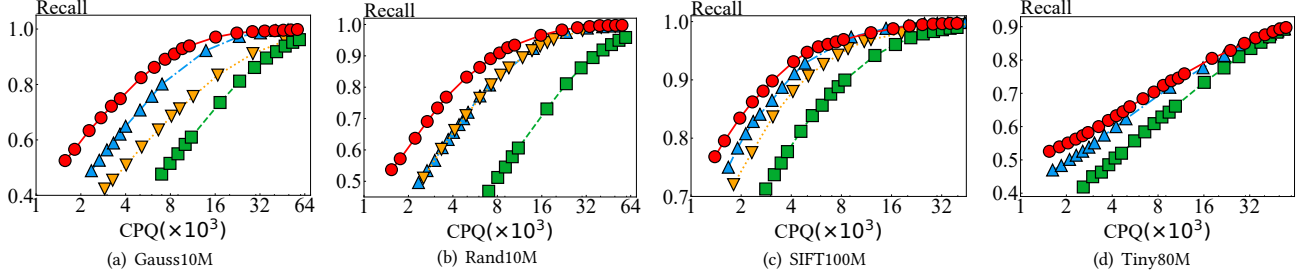 Recall
1.0
0.8
0.6
0.4
1 2 4 8 16 32 64
CPQ(×10³)
(a) Gauss10M
Recall
1.0
0.9
0.8
0.7
0.6
0.5
1 2 4 8 16 32 64
CPQ(×10³)
(b) Rand10M
Recall
1.0
0.9
0.8
0.7
1 2 4 8 16 32
CPQ(×10³)
(c) SIFT100M
Recall
0.9
0.8
0.7
0.6
0.5
0.4
1 2 4 8 16 32
CPQ(×10³)
(d) Tiny80M